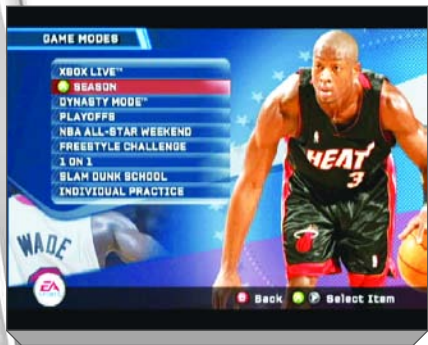 GAME MODES
XBOX LIVE™
SEASON
DYNASTY MODE™
PLAYOFFS
NBA ALL-STAR WEEKEND
FREESTYLE CHALLENGE
1 ON 1
SLAM DUNK SCHOOL
INDIVIDUAL PRACTICE
HEAT
3
WADE
EA
B Back A Select Item